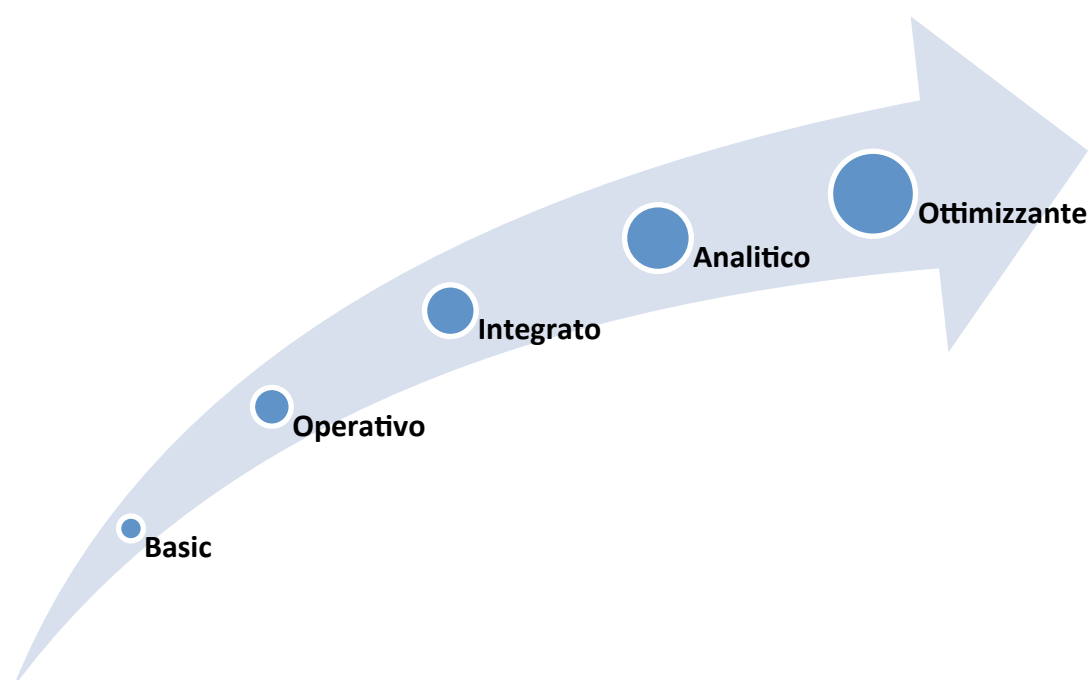 Ottimizzante
Analitico
Integrato
Operativo
Basic